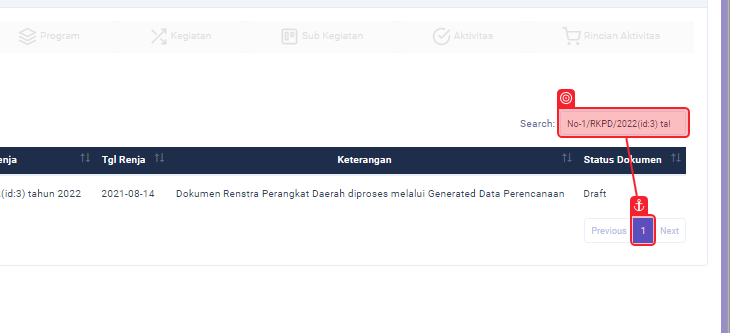 Program Kegiatan Sub Kegiatan Aktivitas Rincian Aktivitas
Search: No-1/RKPD/2022(id:3) tal
enja Tgl Renja Keterangan Status Dokumen
(id:3) tahun 2022 2021-08-14 Dokumen Renstra Perangkat Daerah diproses melalui Generated Data Perencanaan Draft
Previous 1 Next